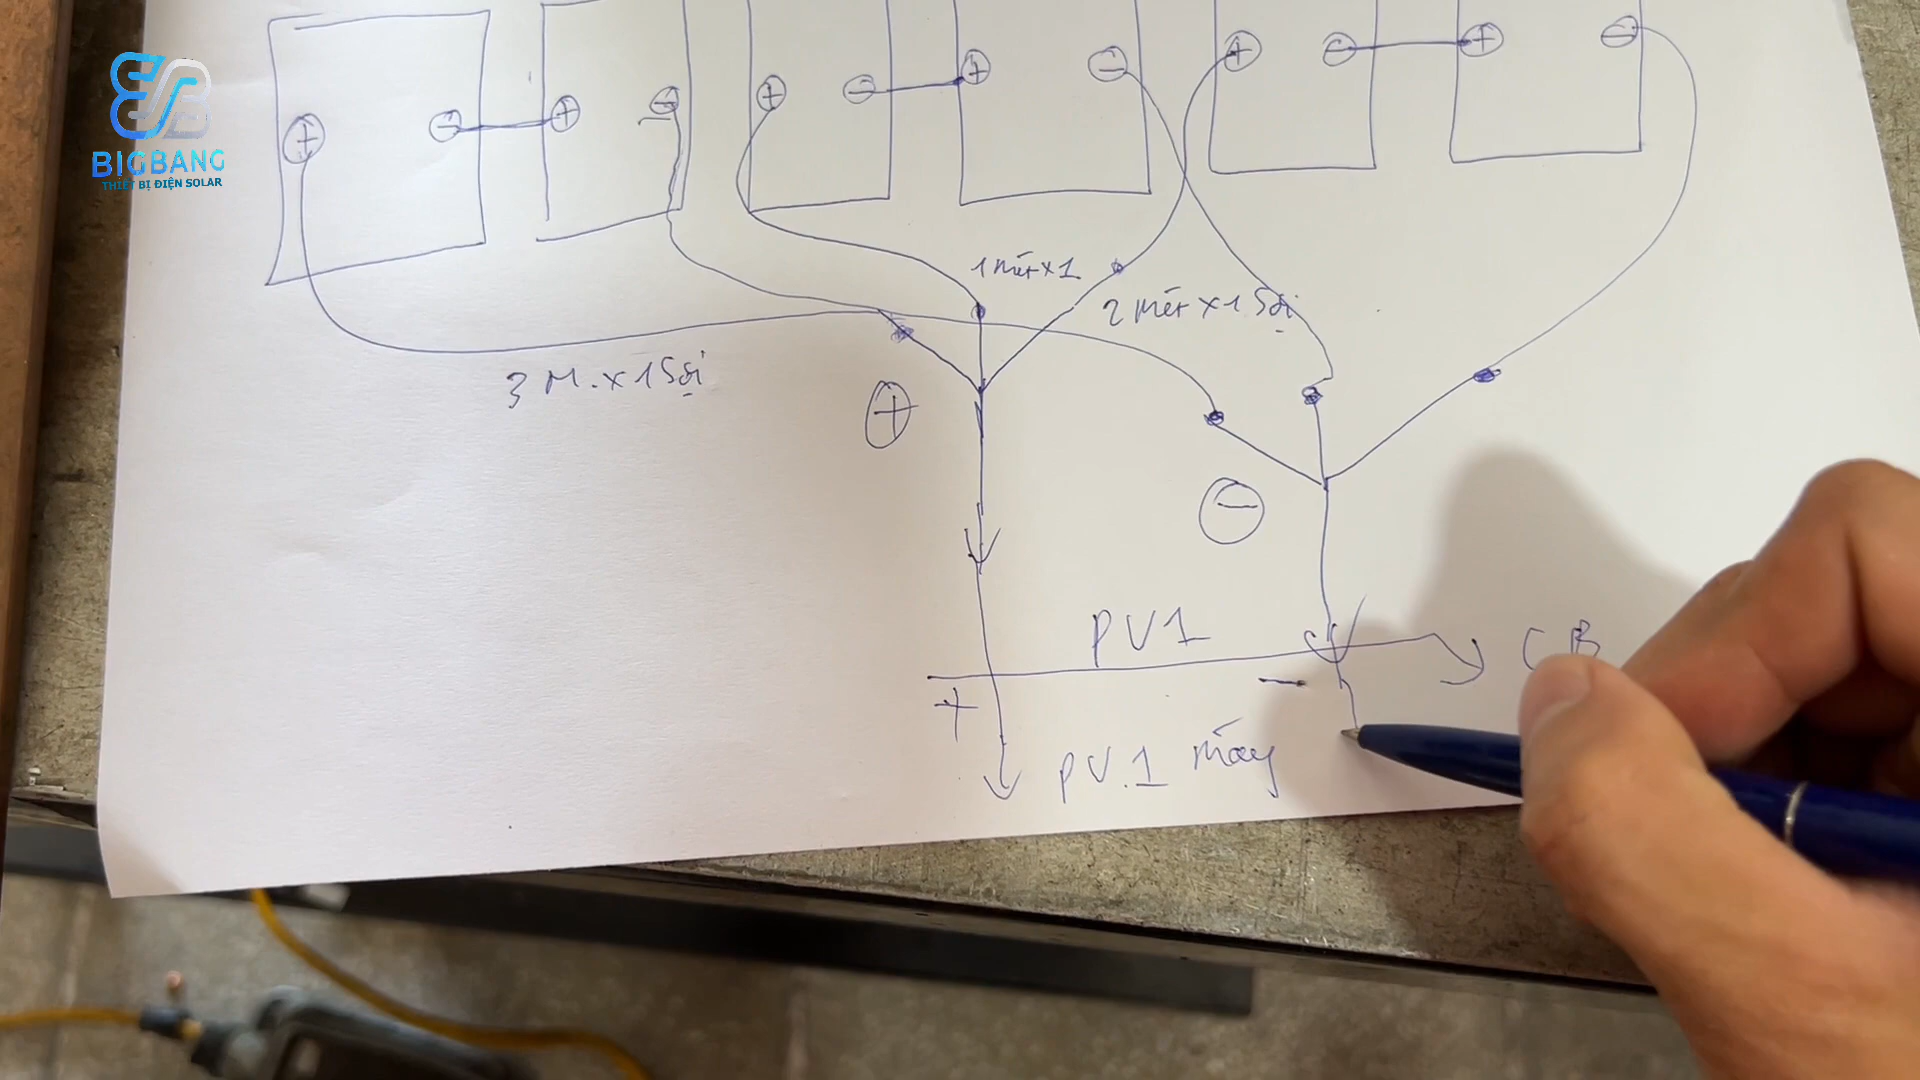 BIGBANG
THIẾT BỊ ĐIỆN SOLAR
+ - + - + - + - + - + -
1 mét x 1
2 mét x 1 Sợi
3 M. x 1 Sợi
+
-
PV1
CB
+ -
PV.1 máy